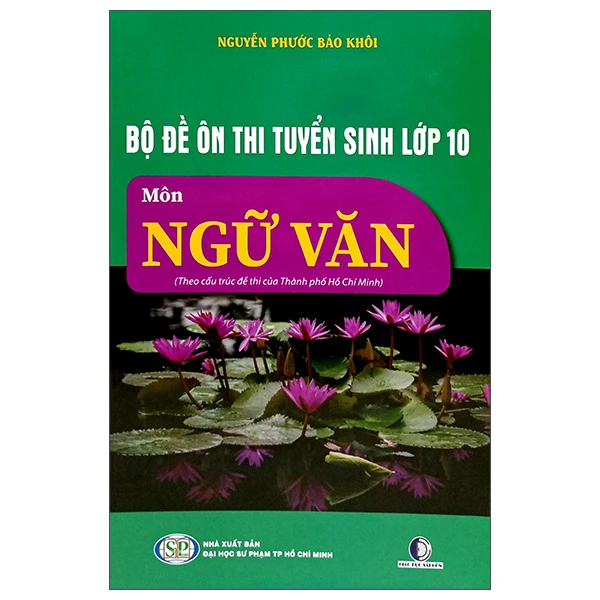 NGUYỄN PHƯỚC BẢO KHÔI
BỘ ĐỀ ÔN THI TUYỂN SINH LỚP 10
Môn
NGỮ VĂN
(Theo cấu trúc đề thi của Thành phố Hồ Chí Minh)
SP
NHÀ XUẤT BẢN
ĐẠI HỌC SƯ PHẠM TP HỒ CHÍ MINH